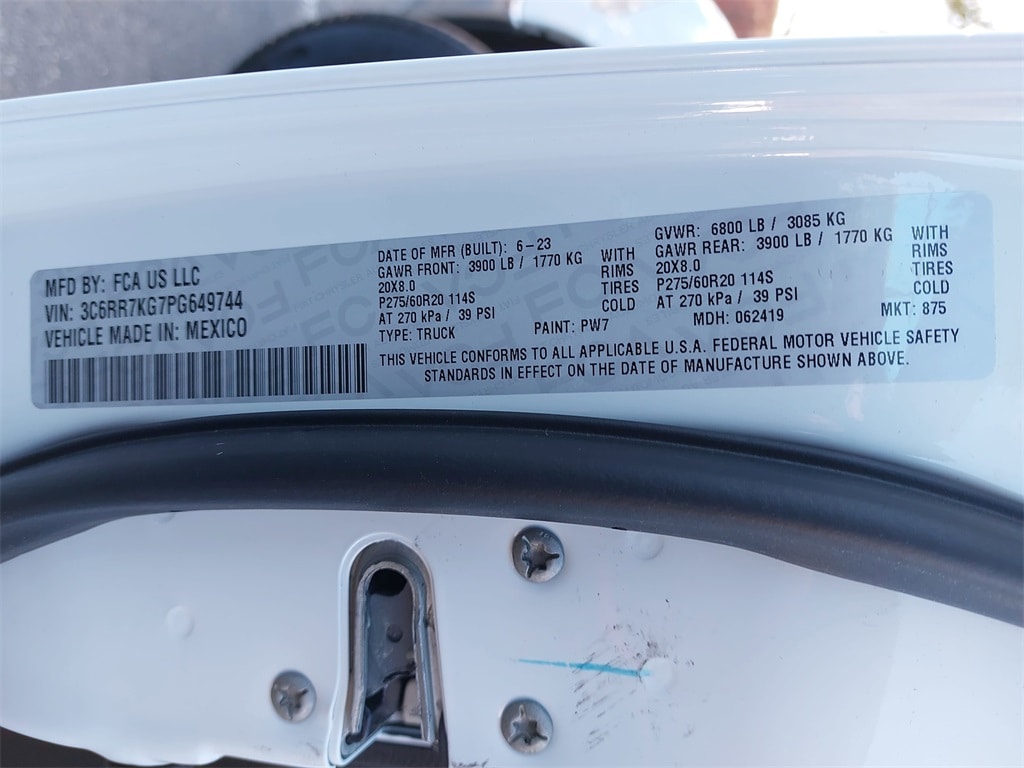 MFD BY: FCA US LLC
VIN: 3C6RR7KG7PG649744
VEHICLE MADE IN: MEXICO
DATE OF MFR (BUILT): 6-23
GAWR FRONT: 3900 LB / 1770 KG WITH
20X8.0 RIMS
P275/60R20 114S TIRES
AT 270 kPa / 39 PSI COLD
TYPE: TRUCK PAINT: PW7
GVWR: 6800 LB / 3085 KG
GAWR REAR: 3900 LB / 1770 KG WITH
20X8.0 RIMS
P275/60R20 114S TIRES
AT 270 kPa / 39 PSI COLD
MDH: 062419 MKT: 875
THIS VEHICLE CONFORMS TO ALL APPLICABLE U.S.A. FEDERAL MOTOR VEHICLE SAFETY
STANDARDS IN EFFECT ON THE DATE OF MANUFACTURE SHOWN ABOVE.